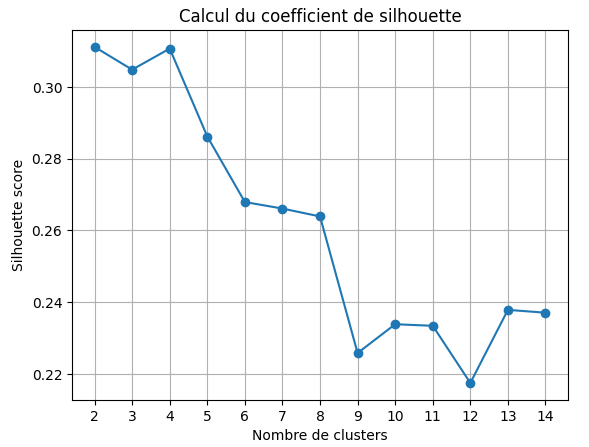 Calcul du coefficient de silhouette
0.30
0.28
0.26
0.24
0.22
Silhouette score
2 3 4 5 6 7 8 9 10 11 12 13 14
Nombre de clusters